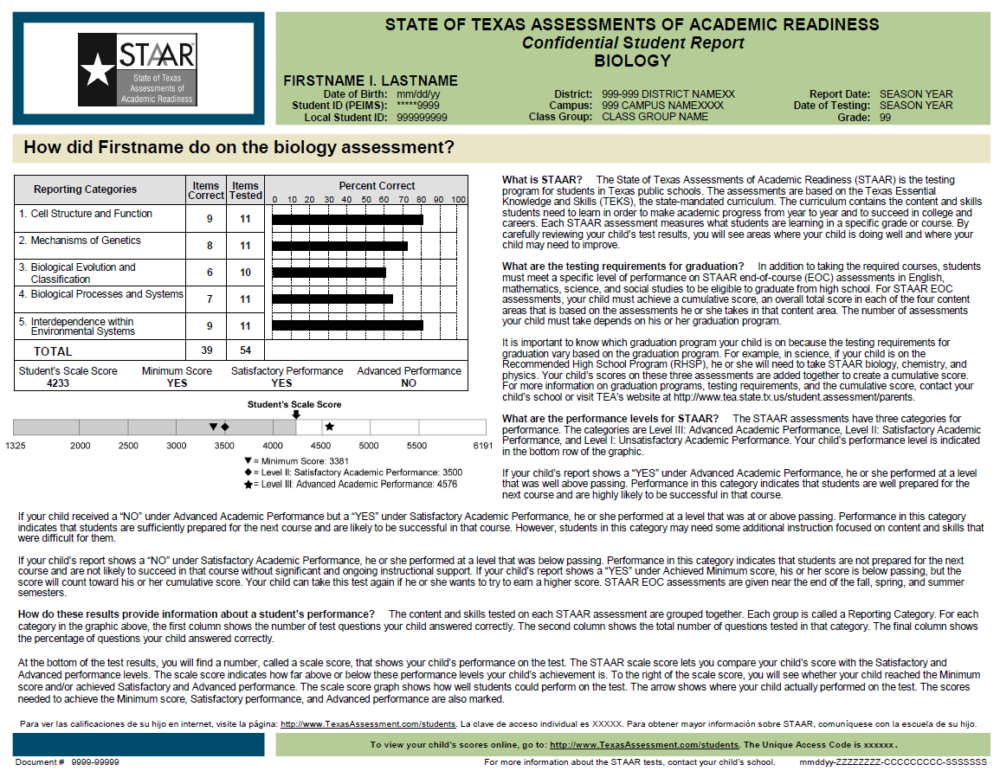 STAAR™
State of Texas
Assessments of
Academic Readiness
STATE OF TEXAS ASSESSMENTS OF ACADEMIC READINESS
Confidential Student Report
BIOLOGY
FIRSTNAME I. LASTNAME
Date of Birth: mm/dd/yy
Student ID (PEIMS): *****9999
Local Student ID: 999999999
District: 999-999 DISTRICT NAMEXX
Campus: 999 CAMPUS NAMEXXXX
Class Group: CLASS GROUP NAME
Report Date: SEASON YEAR
Date of Testing: SEASON YEAR
Grade: 99
How did Firstname do on the biology assessment?
Reporting Categories Items Correct Items Tested Percent Correct
0 10 20 30 40 50 60 70 80 90 100
1. Cell Structure and Function 9 11
2. Mechanisms of Genetics 8 11
3. Biological Evolution and Classification 6 10
4. Biological Processes and Systems 7 11
5. Interdependence within Environmental Systems 9 11
TOTAL 39 54
Student's Scale Score Minimum Score Satisfactory Performance Advanced Performance
4233 YES YES NO
Student's Scale Score
1325 2000 2500 3000 3500 4000 4500 5000 5500 6191
▼ = Minimum Score: 3381
◆ = Level II: Satisfactory Academic Performance: 3500
★ = Level III: Advanced Academic Performance: 4576
What is STAAR? The State of Texas Assessments of Academic Readiness (STAAR) is the testing
program for students in Texas public schools. The assessments are based on the Texas Essential
Knowledge and Skills (TEKS), the state-mandated curriculum. The curriculum contains the content and skills
students need to learn in order to make academic progress from year to year and to succeed in college and
careers. Each STAAR assessment measures what students are learning in a specific grade or course. By
carefully reviewing your child's test results, you will see areas where your child is doing well and where your
child may need to improve.
What are the testing requirements for graduation? In addition to taking the required courses, students
must meet a specific level of performance on STAAR end-of-course (EOC) assessments in English,
mathematics, science, and social studies to be eligible to graduate from high school. For STAAR EOC
assessments, your child must achieve a cumulative score, an overall total score in each of the four content
areas that is based on the assessments he or she takes in that content area. The number of assessments
your child must take depends on his or her graduation program.
It is important to know which graduation program your child is on because the testing requirements for
graduation vary based on the graduation program. For example, in science, if your child is on the
Recommended High School Program (RHSP), he or she will need to take STAAR biology, chemistry, and
physics. Your child's scores on these three assessments are added together to create a cumulative score.
For more information on graduation programs, testing requirements, and the cumulative score, contact your
child's school or visit TEA's website at http://www.tea.state.tx.us/student.assessment/parents.
What are the performance levels for STAAR? The STAAR assessments have three categories for
performance. The categories are Level III: Advanced Academic Performance, Level II: Satisfactory Academic
Performance, and Level I: Unsatisfactory Academic Performance. Your child's performance level is indicated
in the bottom row of the graphic.
If your child's report shows a "YES" under Advanced Academic Performance, he or she performed at a level
that was well above passing. Performance in this category indicates that students are well prepared for the
next course and are highly likely to be successful in that course.
If your child received a "NO" under Advanced Academic Performance but a "YES" under Satisfactory Academic Performance, he or she performed at a level that was at or above passing. Performance in this category
indicates that students are sufficiently prepared for the next course and are likely to be successful in that course. However, students in this category may need some additional instruction focused on content and skills that
were difficult for them.
If your child's report shows a "NO" under Satisfactory Academic Performance, he or she performed at a level that was below passing. Performance in this category indicates that students are not prepared for the next
course and are not likely to succeed in that course without significant and ongoing instructional support. If your child's report shows a "YES" under Achieved Minimum score, his or her score is below passing, but the
score will count toward his or her cumulative score. Your child can take this test again if he or she wants to try to earn a higher score. STAAR EOC assessments are given near the end of the fall, spring, and summer
semesters.
How do these results provide information about a student's performance? The content and skills tested on each STAAR assessment are grouped together. Each group is called a Reporting Category. For each
category in the graphic above, the first column shows the number of test questions your child answered correctly. The second column shows the total number of questions tested in that category. The final column shows
the percentage of questions your child answered correctly.
At the bottom of the test results, you will find a number, called a scale score, that shows your child's performance on the test. The STAAR scale score lets you compare your child's score with the Satisfactory and
Advanced performance levels. The scale score indicates how far above or below these performance levels your child's achievement is. To the right of the scale score, you will see whether your child reached the Minimum
score and/or achieved Satisfactory and Advanced performance. The scale score graph shows how well students could perform on the test. The arrow shows where your child actually performed on the test. The scores
needed to achieve the Minimum score, Satisfactory performance, and Advanced performance are also marked.
Para ver las calificaciones de su hijo en internet, visite la página: http://www.TexasAssessment.com/students. La clave de acceso individual es XXXXX. Para obtener mayor información sobre STAAR, comuníquese con la escuela de su hijo.
To view your child's scores online, go to: http://www.TexasAssessment.com/students. The Unique Access Code is xxxxxx.
Document # 9999-99999
For more information about the STAAR tests, contact your child's school.
mmddyy-ZZZZZZZZ-CCCCCCCCC-SSSSSSS